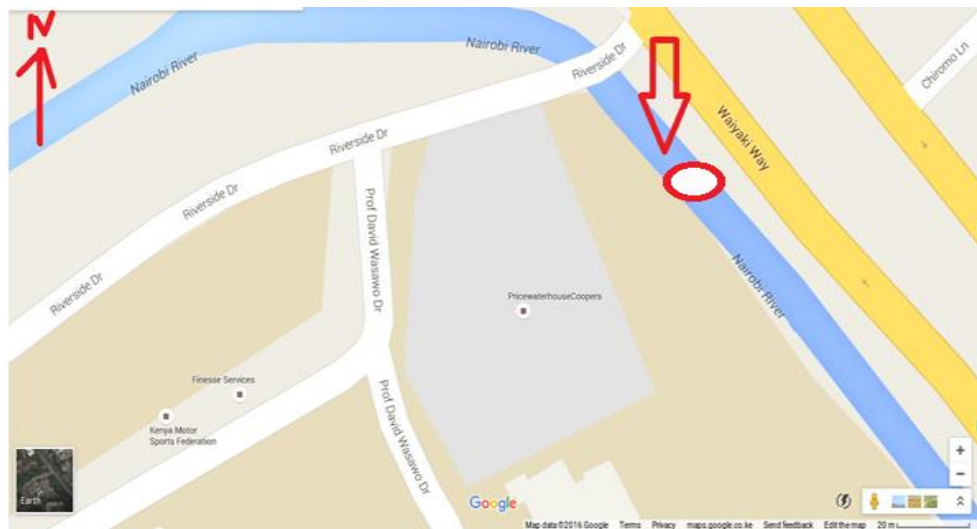 N
Nairobi River
Nairobi River
Riverside Dr
Chiromo Ln
Waiyaki Way
Riverside Dr
Riverside Dr
Prof David Wasawo Dr
Nairobi River
Riverside Dr
PricewaterhouseCoopers
Finesse Services
Prof David Wasawo Dr
Kenya Motor
Sports Federation
+
−
Earth
Google
Map data ©2016 Google Terms Privacy maps.google.co.ke Send feedback Edit the map 20 m